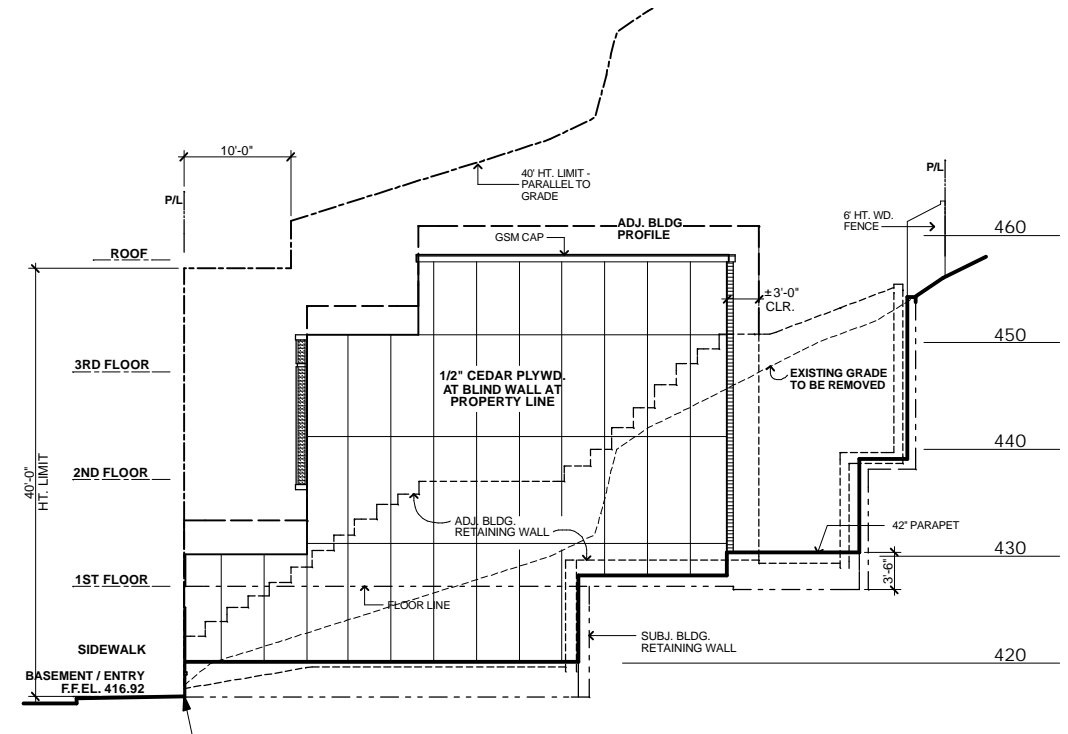 10'-0"
40' HT. LIMIT -
PARALLEL TO
GRADE
P/L
P/L
6' HT. WD.
FENCE
460
ADJ. BLDG
PROFILE
GSM CAP
ROOF
±3'-0"
CLR.
450
3RD FLOOR
1/2" CEDAR PLYWD.
AT BLIND WALL AT
PROPERTY LINE
EXISTING GRADE
TO BE REMOVED
440
40'-0"
HT. LIMIT
2ND FLOOR
ADJ. BLDG.
RETAINING WALL
42" PARAPET
430
3'-6"
1ST FLOOR
FLOOR LINE
SUBJ. BLDG.
RETAINING WALL
SIDEWALK
420
BASEMENT / ENTRY
F.F.EL. 416.92